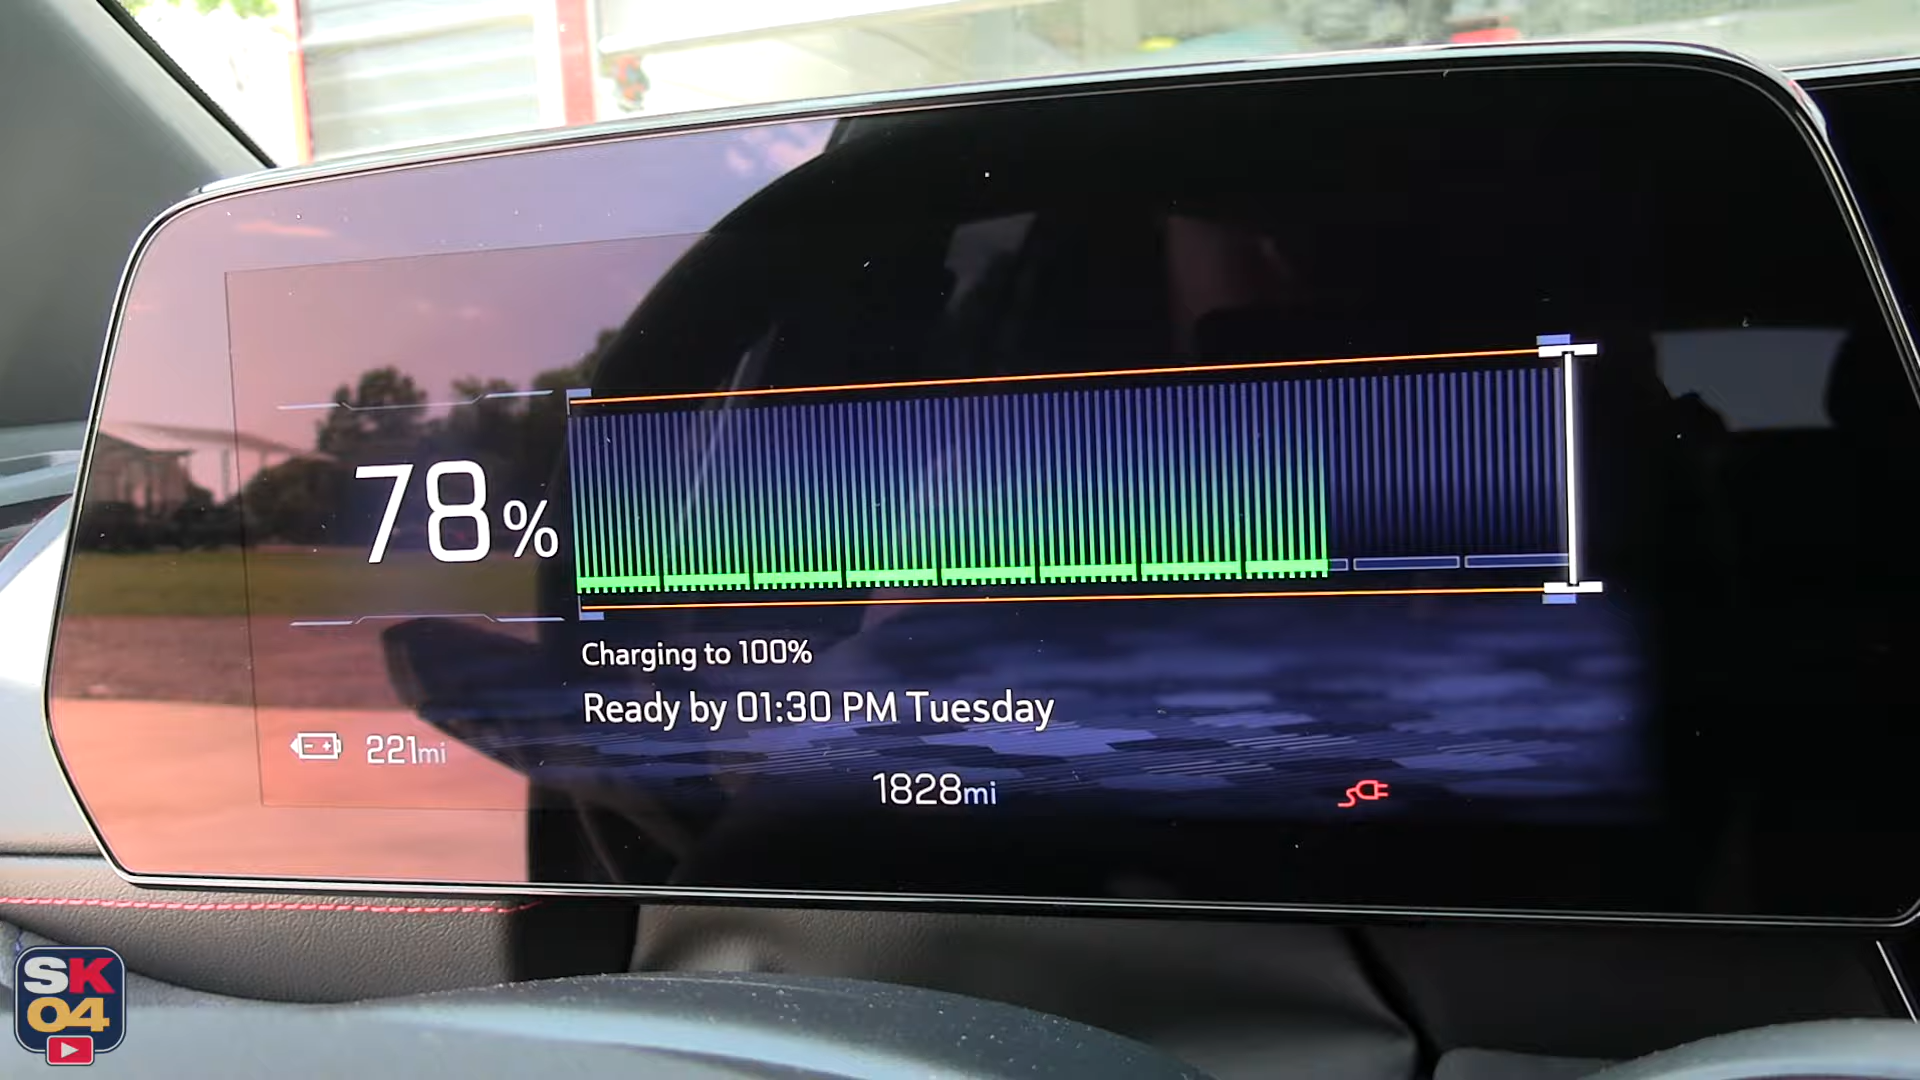 78%
Charging to 100%
Ready by 01:30 PM Tuesday
221mi
1828mi
SK
04